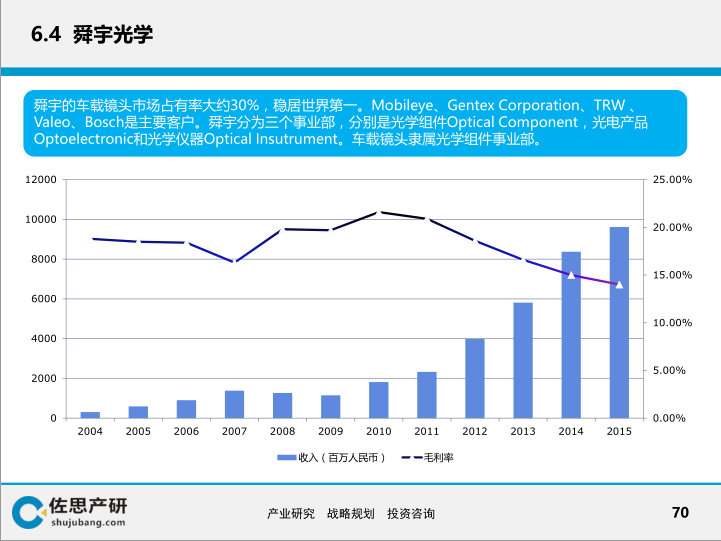 6.4 舜宇光学
舜宇的车载镜头市场占有率大约30%，稳居世界第一。Mobileye、Gentex Corporation、TRW 、
Valeo、Bosch是主要客户。舜宇分为三个事业部，分别是光学组件Optical Component，光电产品
Optoelectronic和光学仪器Optical Insutrument。车载镜头隶属光学组件事业部。
12000 25.00%
10000 20.00%
8000 15.00%
6000
4000 10.00%
2000 5.00%
0 0.00%
2004 2005 2006 2007 2008 2009 2010 2011 2012 2013 2014 2015
收入（百万人民币） 毛利率
佐思产研
shujubang.com
产业研究 战略规划 投资咨询
70